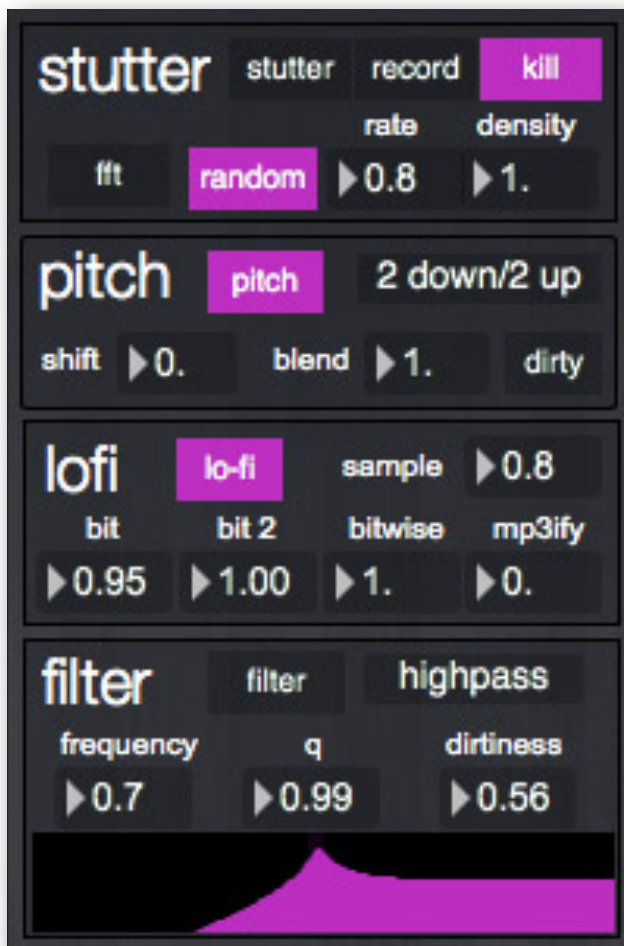 stutter stutter record kill
rate density
fft random 0.8 1.
pitch pitch 2 down/2 up
shift 0. blend 1. dirty
lofi lo-fi sample 0.8
bit bit 2 bitwise mp3ify
0.95 1.00 1. 0.
filter filter highpass
frequency q dirtiness
0.7 0.99 0.56